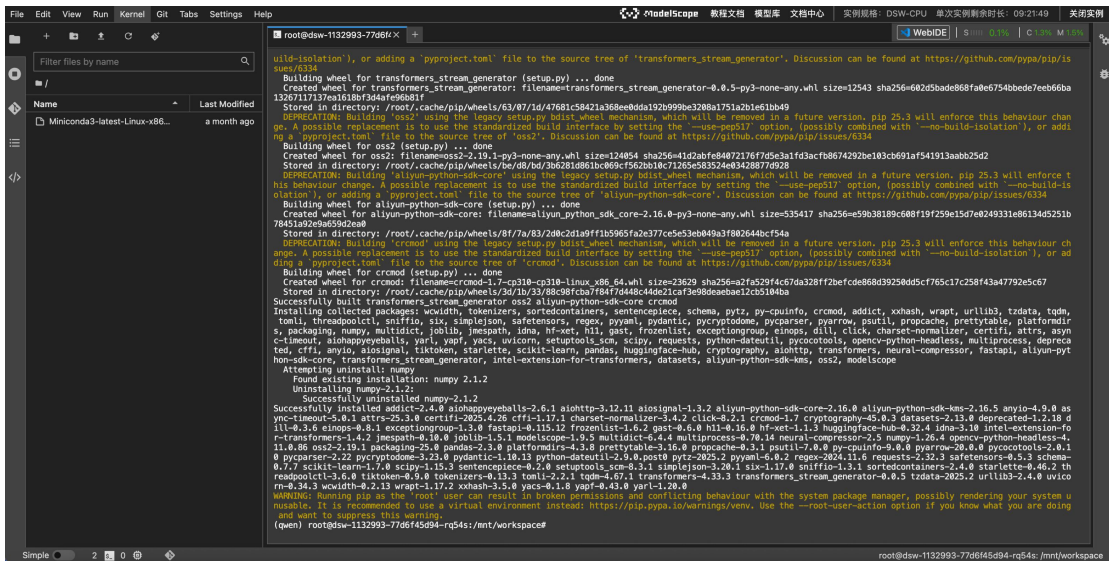 File Edit View Run Kernel Git Tabs Settings Help
ModelScope 教程文档 模型库 文档中心 实例规格：DSW-CPU 单次实例剩余时长：09:21:49 关闭实例
root@dsw-1132993-77d6f
WebIDE S 0.1% C 1.3% M 1.5%
Filter files by name
/
Name Last Modified
Miniconda3-latest-Linux-x86... a month ago
uild-isolation`), or adding a `pyproject.toml` file to the source tree of 'transformers_stream_generator'. Discussion can be found at https://github.com/pypa/pip/is
sues/6334
Building wheel for transformers_stream_generator (setup.py) ... done
Created wheel for transformers_stream_generator: filename=transformers_stream_generator-0.0.5-py3-none-any.whl size=12543 sha256=602d5bade868fa0e6754bbede7eeb66ba
13267117137ea1618bf3d4afe96b81f
Stored in directory: /root/.cache/pip/wheels/63/07/1d/47681c58421a368ee0dda192b999be3208a1751a2b1e61bb49
DEPRECATION: Building 'oss2' using the legacy setup.py bdist_wheel mechanism, which will be removed in a future version. pip 25.3 will enforce this behaviour chan
ge. A possible replacement is to use the standardized build interface by setting the `--use-pep517` option, (possibly combined with `--no-build-isolation`), or addi
ng a `pyproject.toml` file to the source tree of 'oss2'. Discussion can be found at https://github.com/pypa/pip/issues/6334
Building wheel for oss2 (setup.py) ... done
Created wheel for oss2: filename=oss2-2.19.1-py3-none-any.whl size=124054 sha256=41d2abfe84072176f7d5e3a1fd3acfb8674292be103cb691af541913aabb25d2
Stored in directory: /root/.cache/pip/wheels/be/d8/bd/3b6281d861bc069cf562bb10c71265e583524e03428877d928
DEPRECATION: Building 'aliyun-python-sdk-core' using the legacy setup.py bdist_wheel mechanism, which will be removed in a future version. pip 25.3 will enforce t
his behaviour change. A possible replacement is to use the standardized build interface by setting the `--use-pep517` option, (possibly combined with `--no-build-is
olation`), or adding a `pyproject.toml` file to the source tree of 'aliyun-python-sdk-core'. Discussion can be found at https://github.com/pypa/pip/issues/6334
Building wheel for aliyun-python-sdk-core (setup.py) ... done
Created wheel for aliyun-python-sdk-core: filename=aliyun_python_sdk_core-2.16.0-py3-none-any.whl size=535417 sha256=e59b38189c608f19f259e15d7e0249331e86134d5251b
78451a92e9a659d2ea0
Stored in directory: /root/.cache/pip/wheels/8f/7a/83/2d0c2d1a9ff1b5965fa2e377ce5e53eb049a3f802644bcf54a
DEPRECATION: Building 'crcmod' using the legacy setup.py bdist_wheel mechanism, which will be removed in a future version. pip 25.3 will enforce this behaviour ch
ange. A possible replacement is to use the standardized build interface by setting the `--use-pep517` option, (possibly combined with `--no-build-isolation`), or ad
ding a `pyproject.toml` file to the source tree of 'crcmod'. Discussion can be found at https://github.com/pypa/pip/issues/6334
Building wheel for crcmod (setup.py) ... done
Created wheel for crcmod: filename=crcmod-1.7-cp310-cp310-linux_x86_64.whl size=23629 sha256=a2fa529f4c67da328ff2befcde868d39250dd5cf765c17c258f43a47792e5c67
Stored in directory: /root/.cache/pip/wheels/3d/1b/33/88c98fcba7f84f7d448c44de21caf3e98deaebae12cb5104ba
Successfully built transformers_stream_generator oss2 aliyun-python-sdk-core crcmod
Installing collected packages: wcwidth, tokenizers, sortedcontainers, sentencepiece, schema, pytz, py-cpuinfo, crcmod, addict, xxhash, wrapt, urllib3, tzdata, tqdm,
tomli, threadpoolctl, sniffio, six, simplejson, safetensors, regex, pyyaml, pydantic, pycryptodome, pycparser, pyarrow, psutil, propcache, prettytable, platformdir
s, packaging, numpy, multidict, joblib, jmespath, idna, hf-xet, h11, gast, frozenlist, exceptiongroup, einops, dill, click, charset-normalizer, certifi, attrs, asyn
c-timeout, aiohappyeyeballs, yarl, yapf, yacs, uvicorn, setuptools_scm, scipy, requests, python-dateutil, pycocotools, opencv-python-headless, multiprocess, depreca
ted, cffi, anyio, aiosignal, tiktoken, starlette, scikit-learn, pandas, huggingface-hub, cryptography, aiohttp, transformers, neural-compressor, fastapi, aliyun-pyt
hon-sdk-core, transformers_stream_generator, intel-extension-for-transformers, datasets, aliyun-python-sdk-kms, oss2, modelscope
Attempting uninstall: numpy
Found existing installation: numpy 2.1.2
Uninstalling numpy-2.1.2:
Successfully uninstalled numpy-2.1.2
Successfully installed addict-2.4.0 aiohappyeyeballs-2.6.1 aiohttp-3.12.11 aiosignal-1.3.2 aliyun-python-sdk-core-2.16.0 aliyun-python-sdk-kms-2.16.5 anyio-4.9.0 as
ync-timeout-5.0.1 attrs-25.3.0 certifi-2025.4.26 cffi-1.17.1 charset-normalizer-3.4.2 click-8.2.1 crcmod-1.7 cryptography-45.0.3 datasets-2.13.0 deprecated-1.2.18 d
ill-0.3.6 einops-0.8.1 exceptiongroup-1.3.0 fastapi-0.115.12 frozenlist-1.6.2 gast-0.6.0 h11-0.16.0 hf-xet-1.1.3 huggingface-hub-0.32.4 idna-3.10 intel-extension-fo
r-transformers-1.4.2 jmespath-0.10.0 joblib-1.5.1 modelscope-1.9.5 multidict-6.4.4 multiprocess-0.70.14 neural-compressor-2.5 numpy-1.26.4 opencv-python-headless-4.
11.0.86 oss2-2.19.1 packaging-25.0 pandas-2.3.0 platformdirs-4.3.8 prettytable-3.16.0 propcache-0.3.1 psutil-7.0.0 py-cpuinfo-9.0.0 pyarrow-20.0.0 pycocotools-2.0.1
0 pycparser-2.22 pycryptodome-3.23.0 pydantic-1.10.13 python-dateutil-2.9.0.post0 pytz-2025.2 pyyaml-6.0.2 regex-2024.11.6 requests-2.32.3 safetensors-0.5.3 schema-
0.7.7 scikit-learn-1.7.0 scipy-1.15.3 sentencepiece-0.2.0 setuptools_scm-8.3.1 simplejson-3.20.1 six-1.17.0 sniffio-1.3.1 sortedcontainers-2.4.0 starlette-0.46.2 th
readpoolctl-3.6.0 tiktoken-0.9.0 tokenizers-0.13.3 tomli-2.2.1 tqdm-4.67.1 transformers-4.33.3 transformers_stream_generator-0.0.5 tzdata-2025.2 urllib3-2.4.0 uvico
rn-0.34.3 wcwidth-0.2.13 wrapt-1.17.2 xxhash-3.5.0 yacs-0.1.8 yapf-0.43.0 yarl-1.20.0
WARNING: Running pip as the 'root' user can result in broken permissions and conflicting behaviour with the system package manager, possibly rendering your system u
nusable. It is recommended to use a virtual environment instead: https://pip.pypa.io/warnings/venv. Use the --root-user-action option if you know what you are doing
and want to suppress this warning.
(qwen) root@dsw-1132993-77d6f45d94-rq54s:/mnt/workspace#
Simple 2 0 root@dsw-1132993-77d6f45d94-rq54s: /mnt/workspace